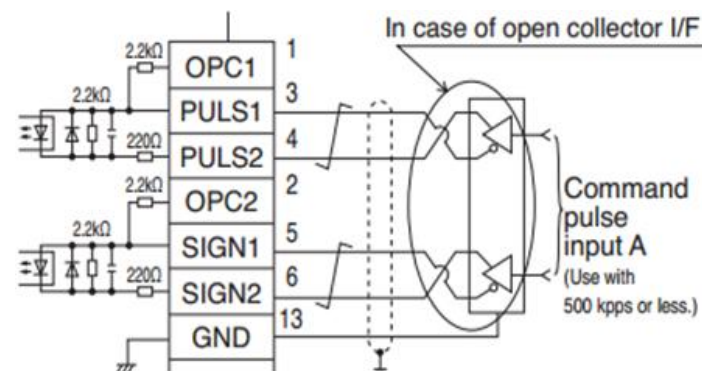 In case of open collector I/F
2.2kΩ
OPC1
1
2.2kΩ
PULS1
3
220Ω
PULS2
4
2.2kΩ
OPC2
2
2.2kΩ
SIGN1
5
220Ω
SIGN2
6
GND
13
Command
pulse
input A
(Use with
500 kpps or less.)